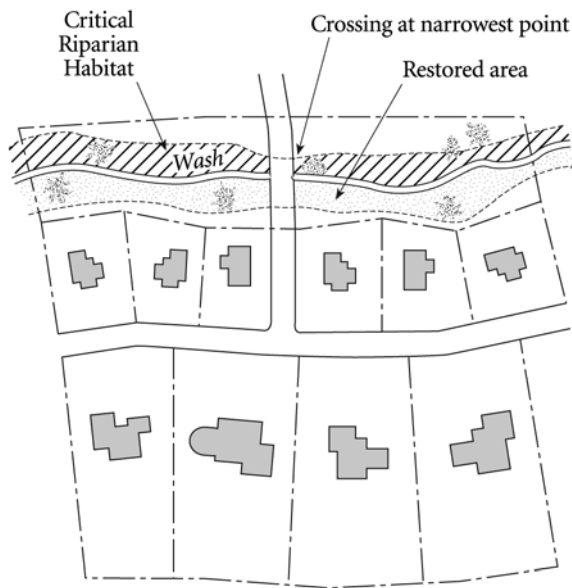 Critical
Riparian
Habitat
Crossing at narrowest point
Restored area
Wash